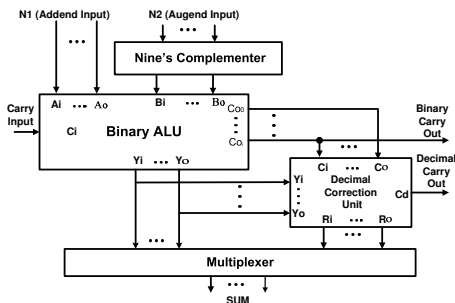 N1 (Addend Input)
N2 (Augend Input)
Nine's Complementer
Carry Input
Ai ... Ao
Bi ... Bo
Co₀
Coᵢ
Ci
Binary ALU
Yi ... Yo
Binary Carry Out
Decimal Carry Out
Ci ... Co
Yi
Yo
Decimal Correction Unit
Cd
Ri ... Ro
Multiplexer
SUM